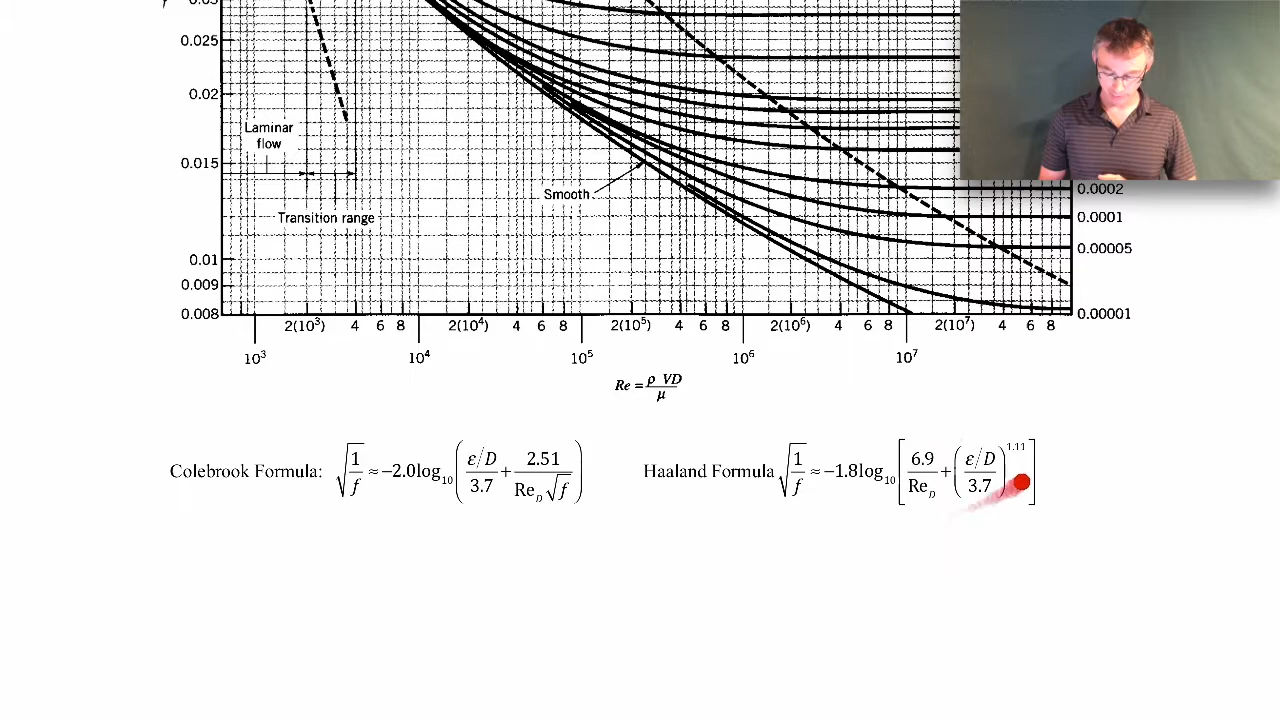 0.025
0.02
Laminar
flow
0.015
Smooth
0.0002
Transition range
0.0001
0.00005
0.01
0.009
0.008
0.00001
2(10³) 4 6 8 2(10⁴) 4 6 8 2(10⁵) 4 6 8 2(10⁶) 4 6 8 2(10⁷) 4 6 8
10³ 10⁴ 10⁵ 10⁶ 10⁷
Re = ρ VD / μ
Colebrook Formula: √(1/f) ≈ −2.0log₁₀((ε/D)/3.7 + 2.51/(Re_D √f))
Haaland Formula √(1/f) ≈ −1.8log₁₀[6.9/Re_D + ((ε/D)/3.7)^1.11]